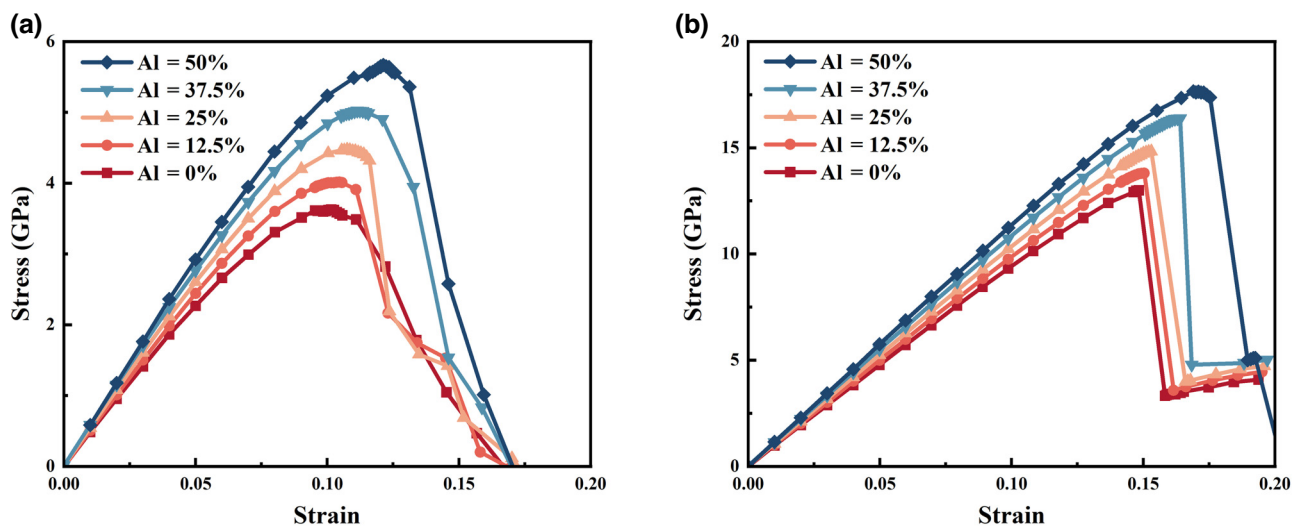 (a)
6
4
2
0
Stress (GPa)
Al = 50%
Al = 37.5%
Al = 25%
Al = 12.5%
Al = 0%
0.00
0.05
0.10
0.15
0.20
Strain
(b)
20
15
10
5
0
Stress (GPa)
Al = 50%
Al = 37.5%
Al = 25%
Al = 12.5%
Al = 0%
0.00
0.05
0.10
0.15
0.20
Strain